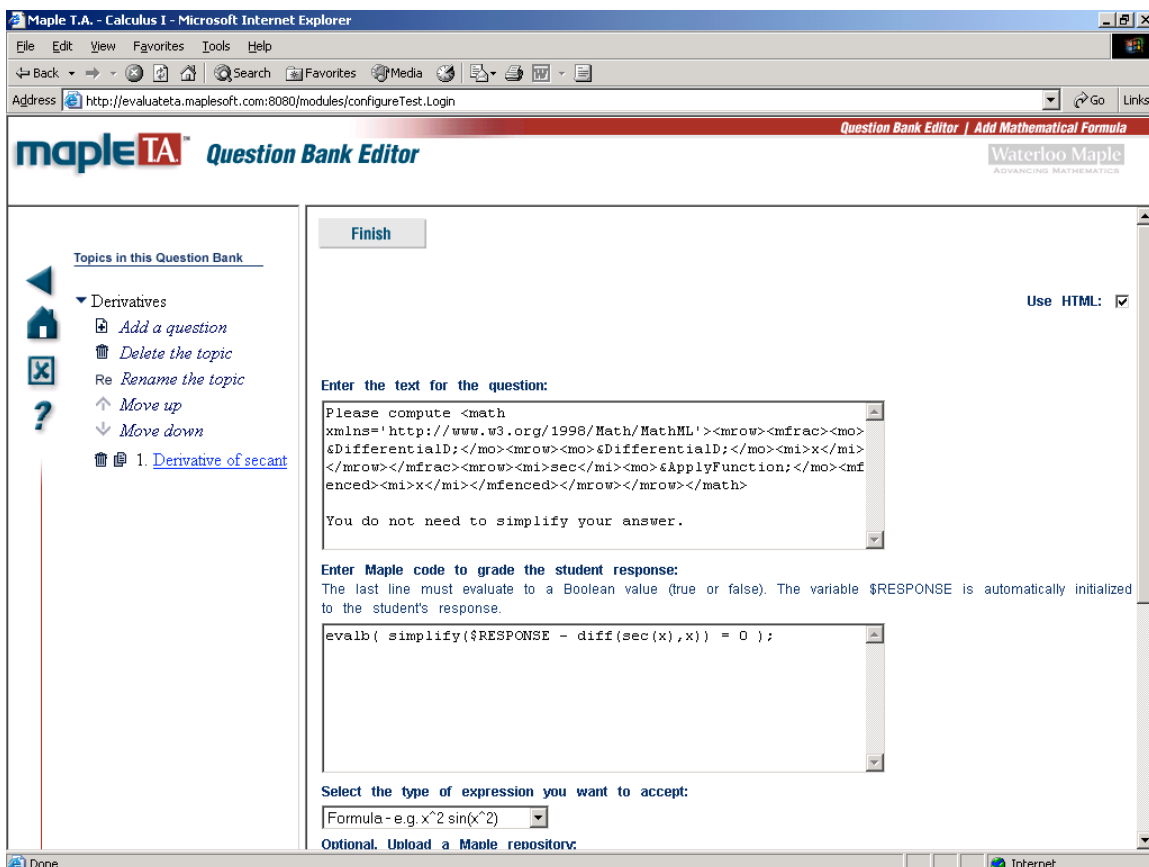 Maple T.A. - Calculus I - Microsoft Internet Explorer
File Edit View Favorites Tools Help
Back Search Favorites Media
Address http://evaluateta.maplesoft.com:8080/modules/configureTest.Login Go Links
Question Bank Editor | Add Mathematical Formula
maple TA.™ Question Bank Editor
Waterloo Maple
ADVANCING MATHEMATICS
Finish
Topics in this Question Bank
Use HTML:
Derivatives
Add a question
Delete the topic
Re Rename the topic
Move up
Move down
1. Derivative of secant
Enter the text for the question:
Please compute <math
xmlns='http://www.w3.org/1998/Math/MathML'><mrow><mfrac><mo>
&DifferentialD;</mo><mrow><mo>&DifferentialD;</mo><mi>x</mi>
</mrow></mfrac><mrow><mi>sec</mi><mo>&ApplyFunction;</mo><mf
enced><mi>x</mi></mfenced></mrow></mrow></math>
You do not need to simplify your answer.
Enter Maple code to grade the student response:
The last line must evaluate to a Boolean value (true or false). The variable $RESPONSE is automatically initialized
to the student's response.
evalb( simplify($RESPONSE - diff(sec(x),x)) = 0 );
Select the type of expression you want to accept:
Formula - e.g. x^2 sin(x^2)
Optional. Upload a Maple repository:
Done Internet